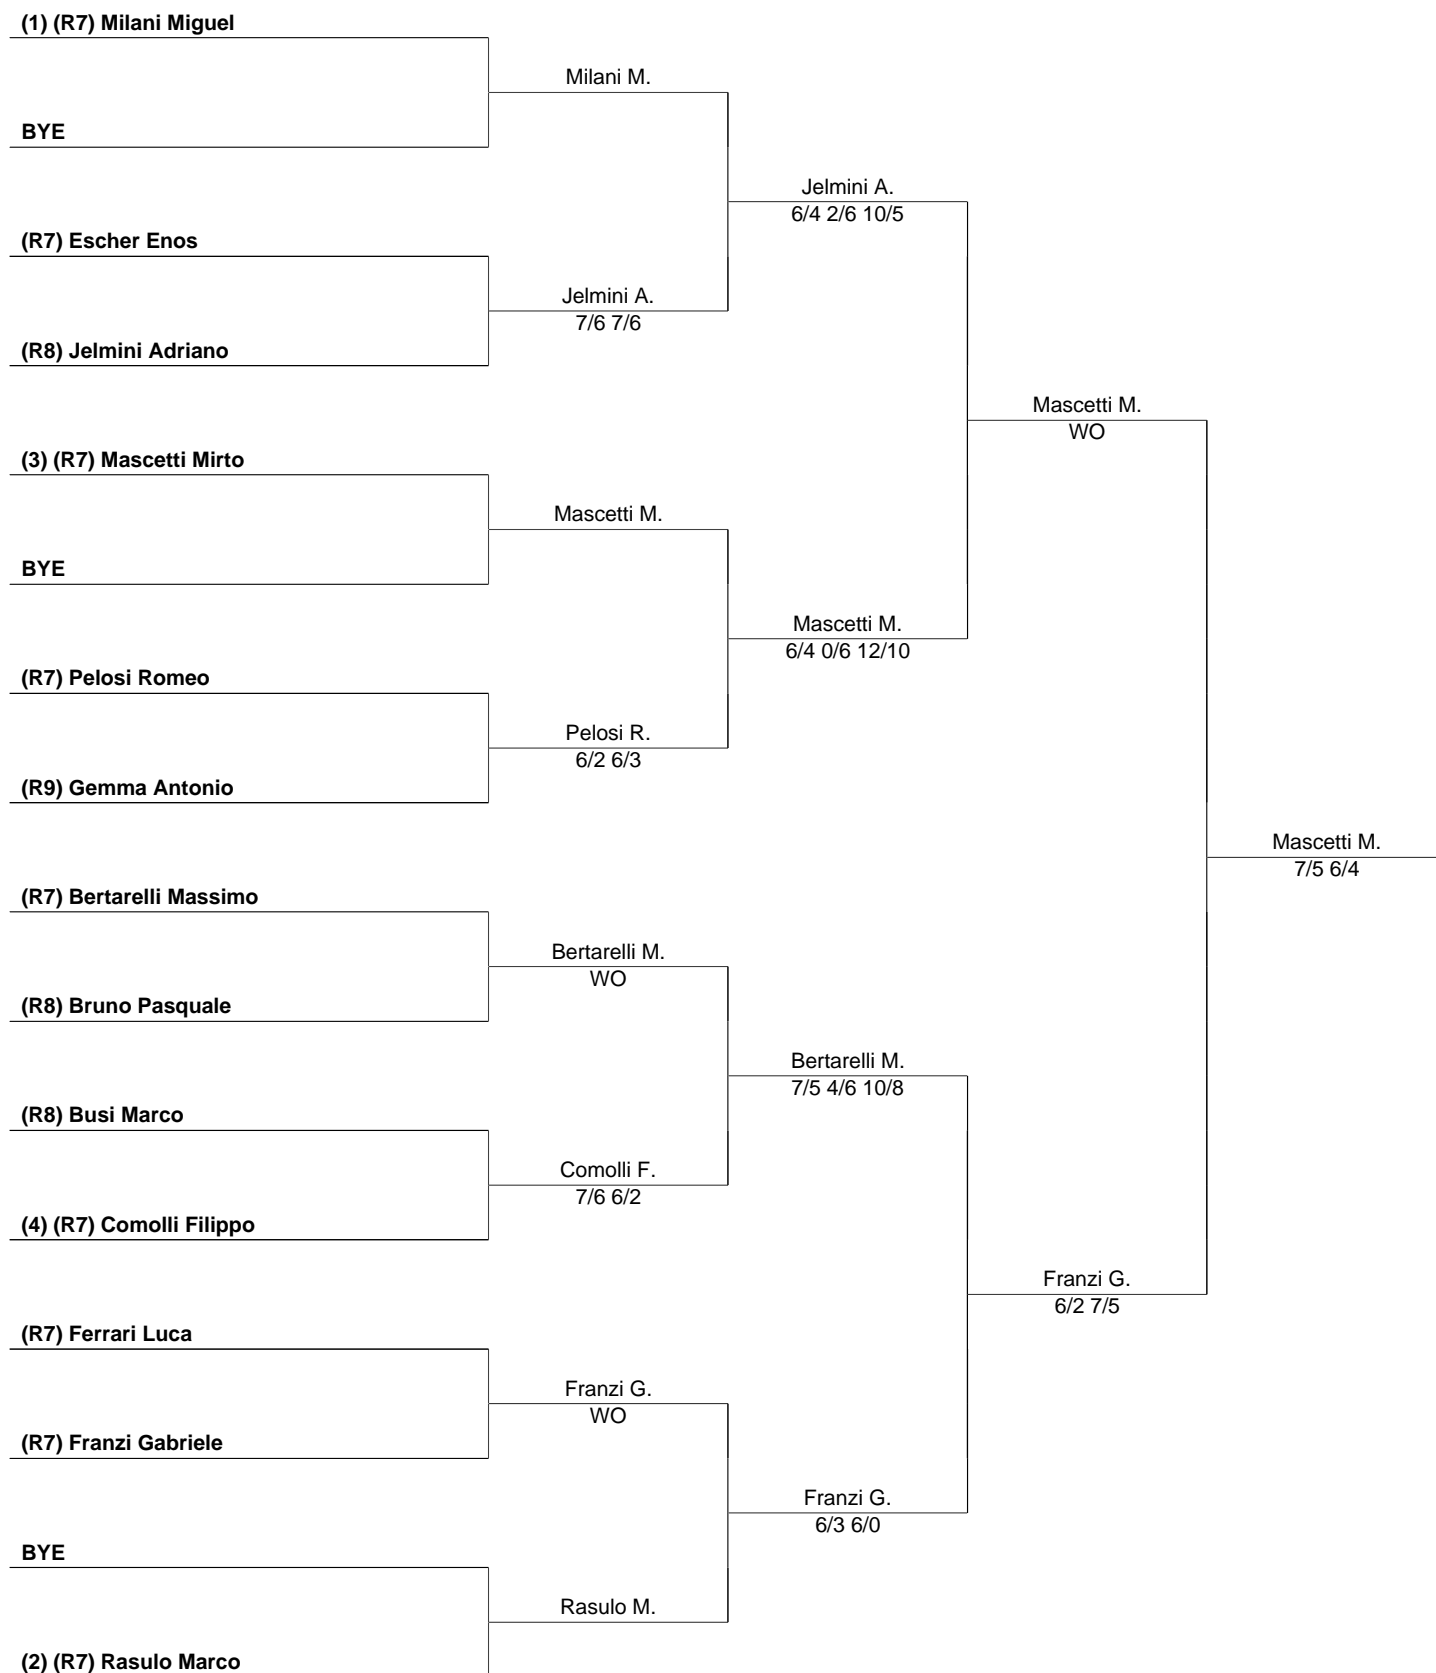 (1) (R7) Milani Miguel
Milani M.
BYE
Jelmini A.
6/4 2/6 10/5
(R7) Escher Enos
Jelmini A.
7/6 7/6
(R8) Jelmini Adriano
Mascetti M.
WO
(3) (R7) Mascetti Mirto
Mascetti M.
BYE
Mascetti M.
6/4 0/6 12/10
(R7) Pelosi Romeo
Pelosi R.
6/2 6/3
(R9) Gemma Antonio
Mascetti M.
7/5 6/4
(R7) Bertarelli Massimo
Bertarelli M.
WO
(R8) Bruno Pasquale
Bertarelli M.
7/5 4/6 10/8
(R8) Busi Marco
Comolli F.
7/6 6/2
(4) (R7) Comolli Filippo
Franzi G.
6/2 7/5
(R7) Ferrari Luca
Franzi G.
WO
(R7) Franzi Gabriele
Franzi G.
6/3 6/0
BYE
Rasulo M.
(2) (R7) Rasulo Marco